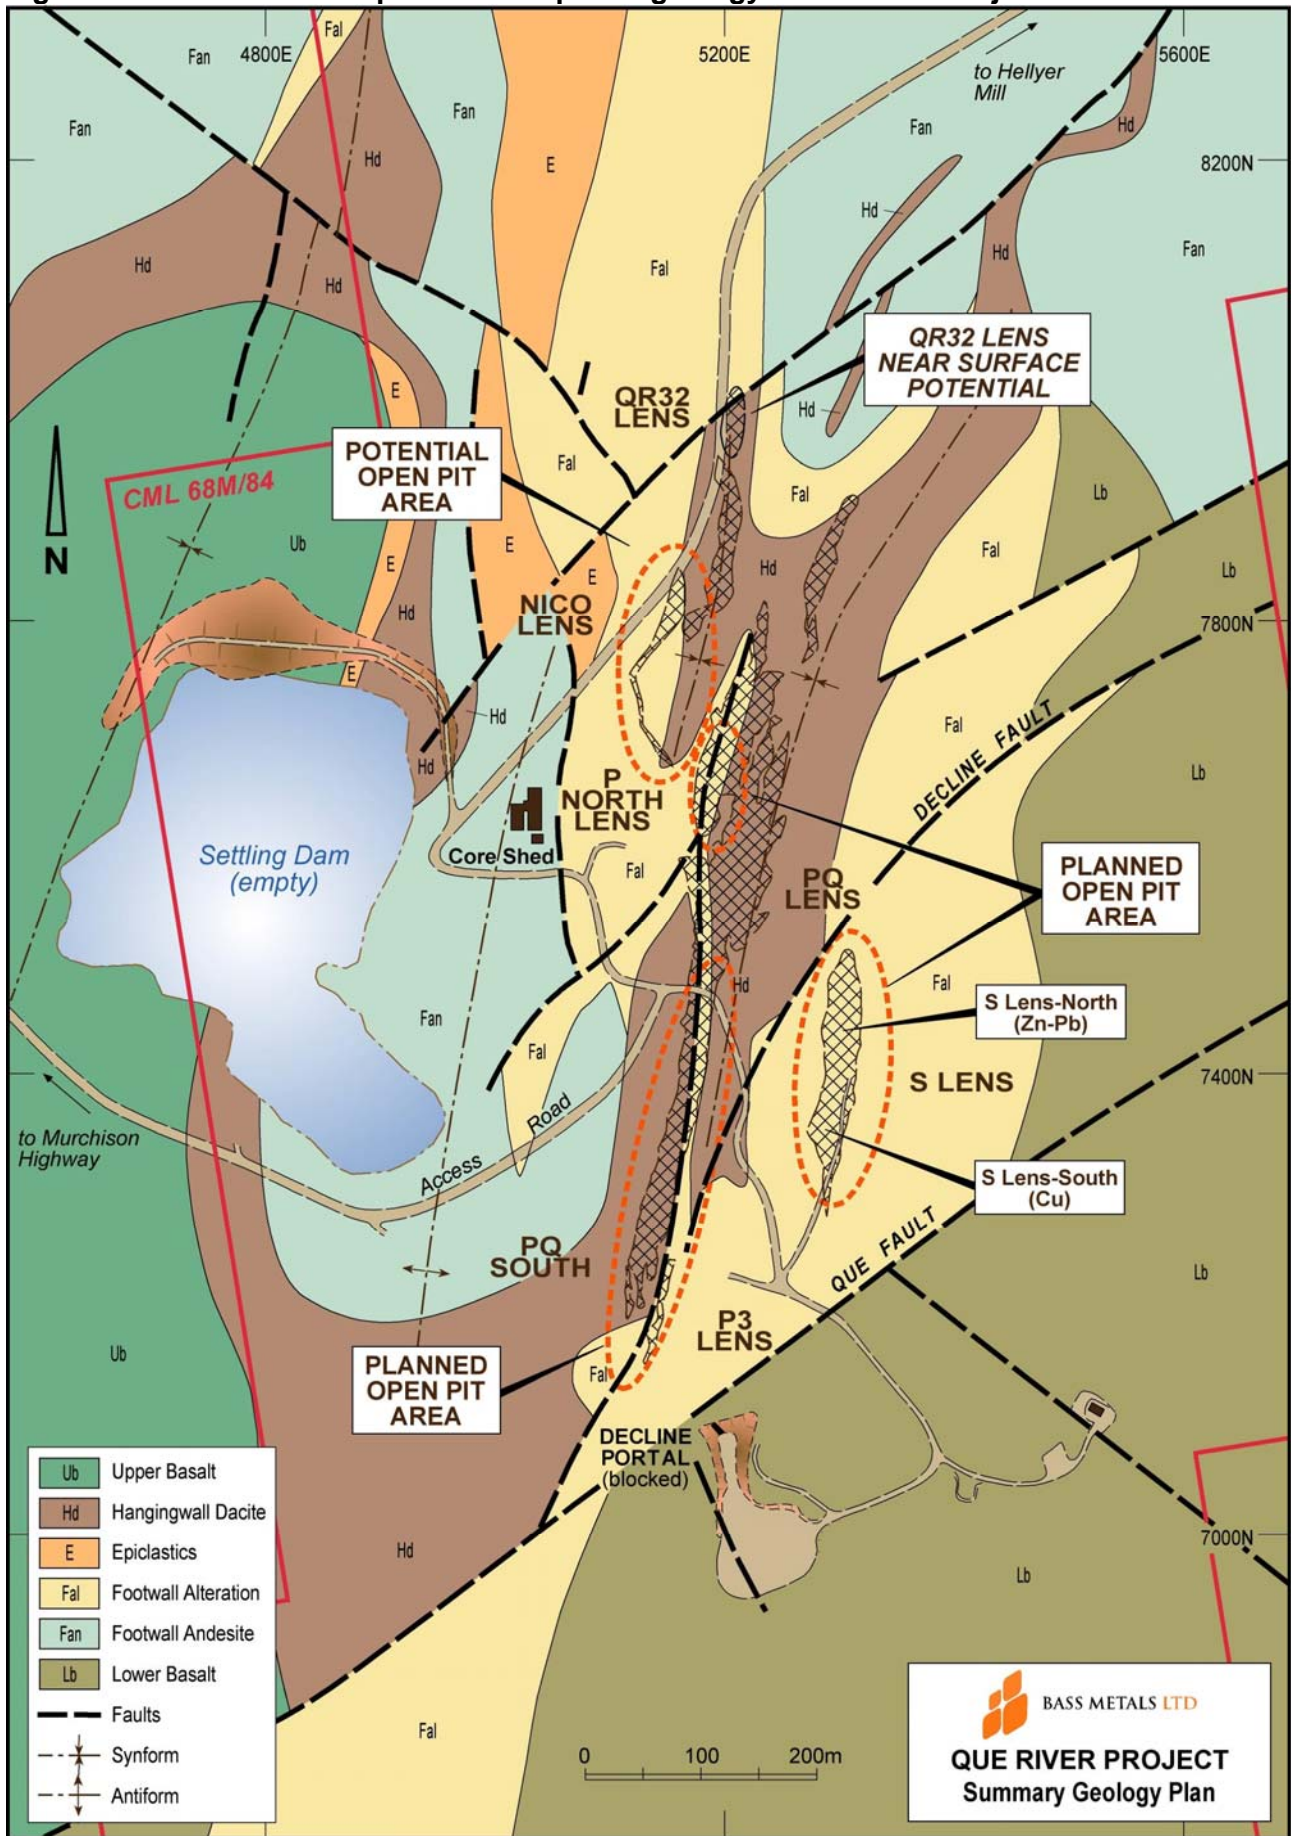 Fal
4800E
5200E
5600E
Fan
to Hellyer
Mill
Fan
Fan
Fan
Hd
Hd
E
8200N
Hd
Fan
Hd
Hd
Fal
Hd
QR32 LENS
NEAR SURFACE
POTENTIAL
E
Hd
QR32
LENS
POTENTIAL
OPEN PIT
AREA
Fal
CML 68M/84
Fal
Lb
N
Ub
E
E
Fal
Hd
E
Lb
NICO
LENS
Hd
7800N
E
Hd
Fal
DECLINE FAULT
Hd
Lb
P
NORTH
LENS
Core Shed
Settling Dam
(empty)
Fal
PQ
LENS
PLANNED
OPEN PIT
AREA
Hd
Fal
S Lens-North
(Zn-Pb)
Fan
Fal
S LENS
7400N
to Murchison
Highway
Access
Road
S Lens-South
(Cu)
PQ
SOUTH
QUE FAULT
Lb
P3
LENS
Ub
PLANNED
OPEN PIT
AREA
Fal
DECLINE
PORTAL
(blocked)
7000N
Hd
Lb
Ub Upper Basalt
Hd Hangingwall Dacite
E Epiclastics
Fal Footwall Alteration
Fan Footwall Andesite
Lb Lower Basalt
Faults
Synform
Antiform
Fal
0 100 200m
BASS METALS LTD
QUE RIVER PROJECT
Summary Geology Plan